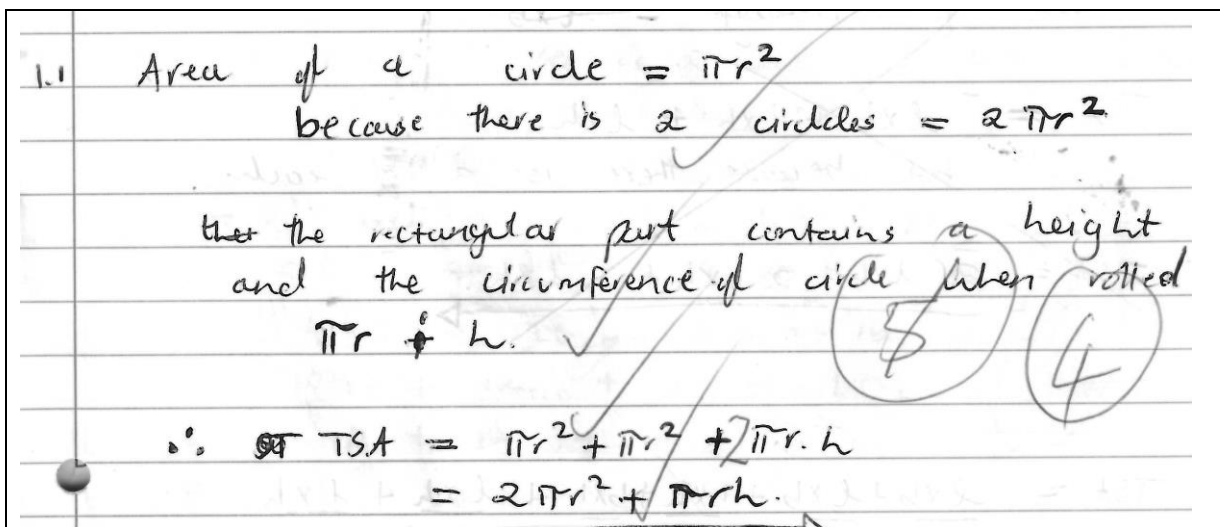 1.1 Area of a circle = πr²
because there is 2 circldes = 2πr²
the rectangular part contains a height
and the circumference of circle when rolled
πr h.
5 4
∴ TSA = πr² + πr² + 2πr.h
= 2πr² + πrh.